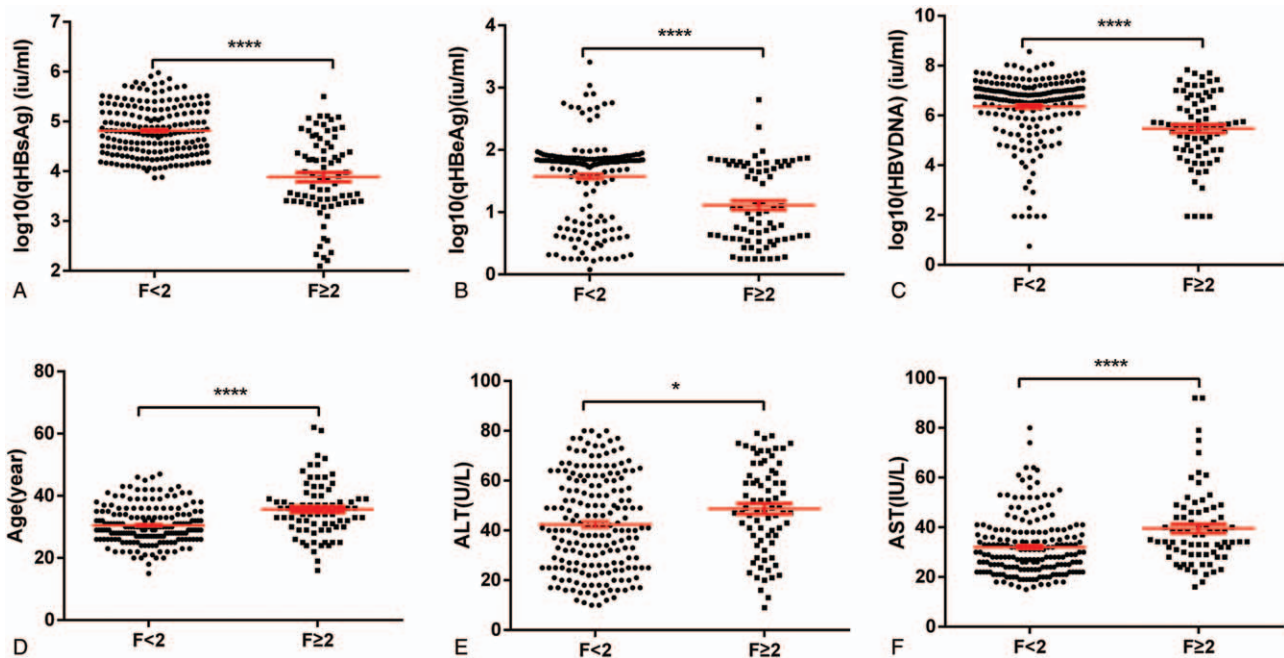 log10(qHBsAg) (iu/ml)
7
6
5
4
3
2
****
F<2
F≥2
A
log10(qHBeAg)(iu/ml)
4
3
2
1
0
****
F<2
F≥2
B
log10(HBVDNA) (iu/ml)
10
8
6
4
2
0
****
F<2
F≥2
C
Age(year)
80
60
40
20
0
****
F<2
F≥2
D
ALT(U/L)
100
80
60
40
20
0
*
F<2
F≥2
E
AST(IU/L)
100
80
60
40
20
0
****
F<2
F≥2
F